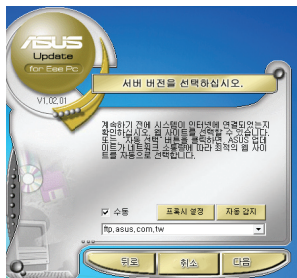 ASUS
Update
for Eee Pc
V1.02.01
서버 버전을 선택하십시오.
계속하기 전에 시스템이 인터넷에 연결되었는지
확인하십시오. 웹 사이트를 선택할 수 있습니다.
또는 "자동 선택" 버튼을 클릭하면, ASUS 업데
이트가 네트워크 소통량에 따라 최적의 웹 사이
트를 자동으로 선택합니다.
수동
프록시 설정
자동 감지
ftp.asus.com.tw
뒤로
취소
다음